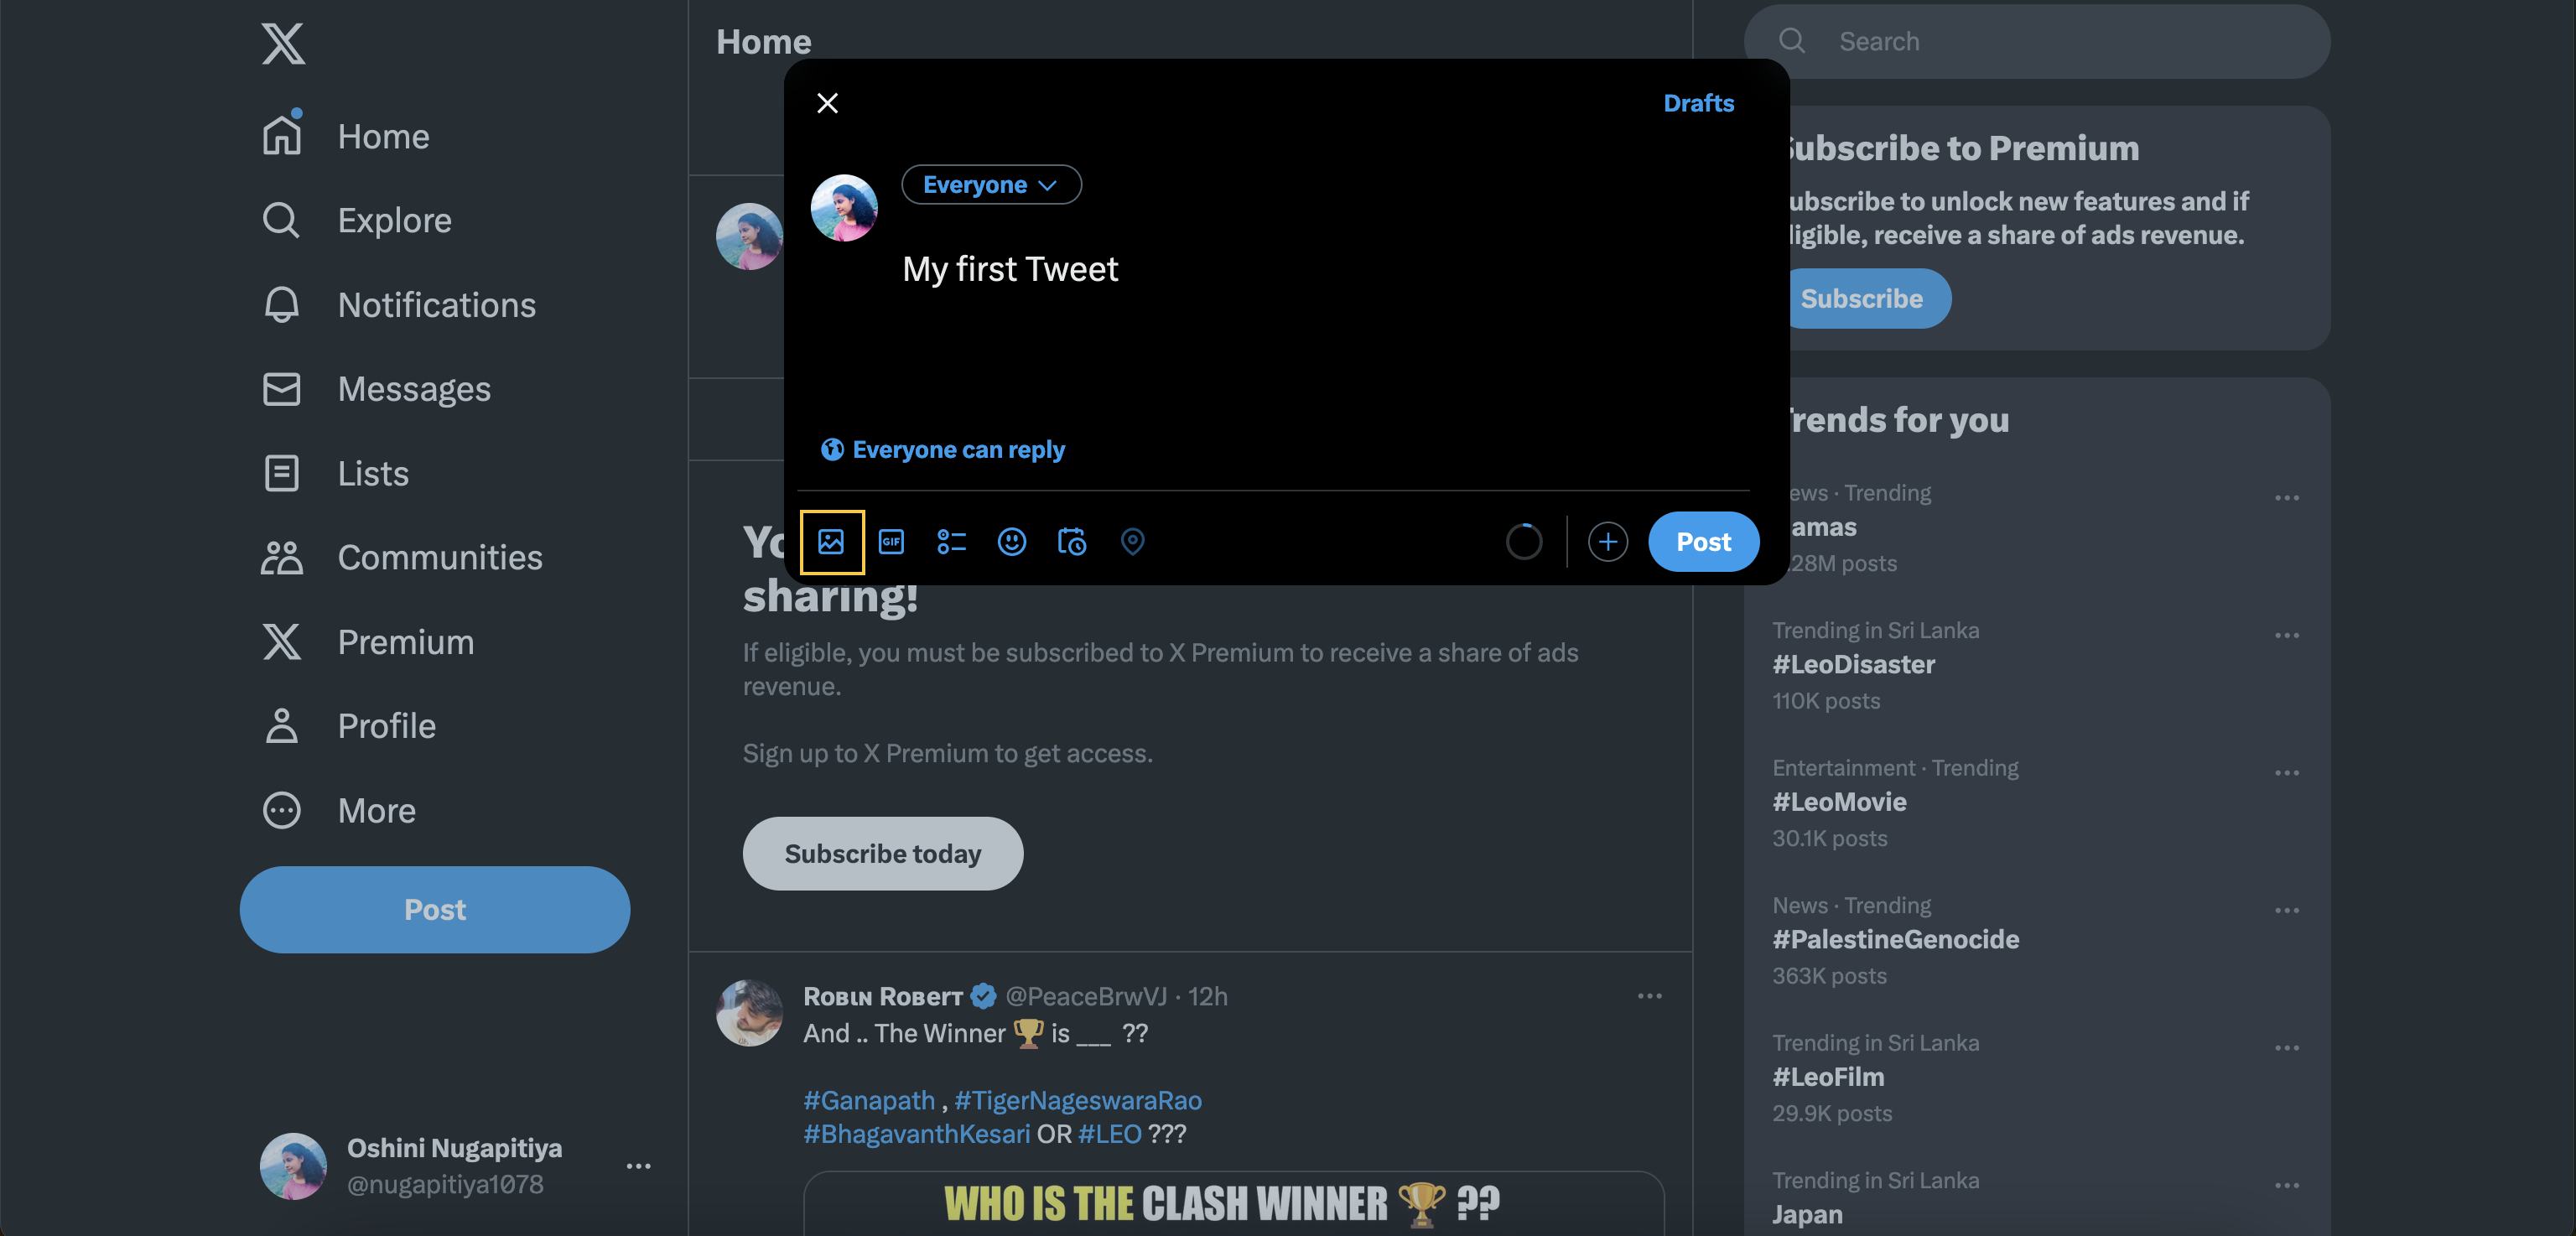 Home
Explore
Notifications
Messages
Lists
Communities
Premium
Profile
More
Post
Oshini Nugapitiya
@nugapitiya1078
Home
Drafts
Everyone
My first Tweet
Everyone can reply
GIF
Post
sharing!
If eligible, you must be subscribed to X Premium to receive a share of ads
revenue.
Sign up to X Premium to get access.
Subscribe today
Robin Robert @PeaceBrwVJ · 12h
And .. The Winner 🏆 is ___ ??
#Ganapath , #TigerNageswaraRao
#BhagavanthKesari OR #LEO ???
WHO IS THE CLASH WINNER 🏆 ??
Search
ubscribe to Premium
ubscribe to unlock new features and if
ligible, receive a share of ads revenue.
Subscribe
rends for you
ews · Trending
amas
28M posts
Trending in Sri Lanka
#LeoDisaster
110K posts
Entertainment · Trending
#LeoMovie
30.1K posts
News · Trending
#PalestineGenocide
363K posts
Trending in Sri Lanka
#LeoFilm
29.9K posts
Trending in Sri Lanka
Japan